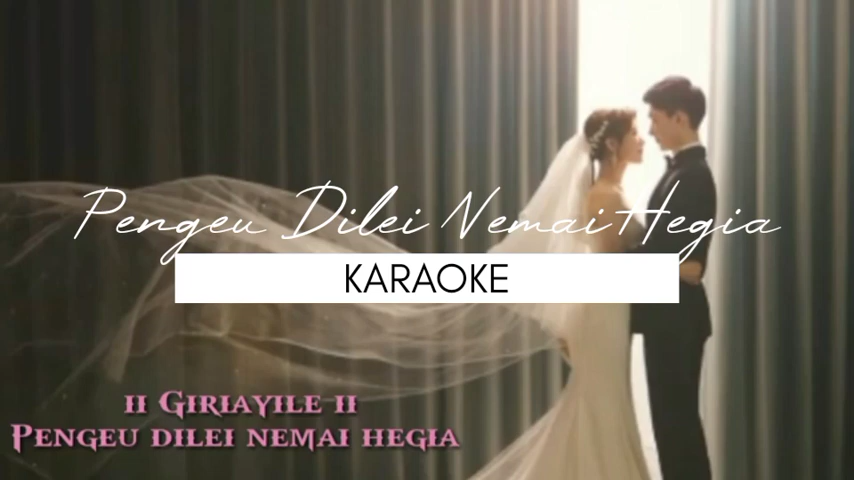 Pengeu Dilei Nemai Hegia
KARAOKE
II GIRIAYILE II
PENGEU DILEI NEMAI HEGIA